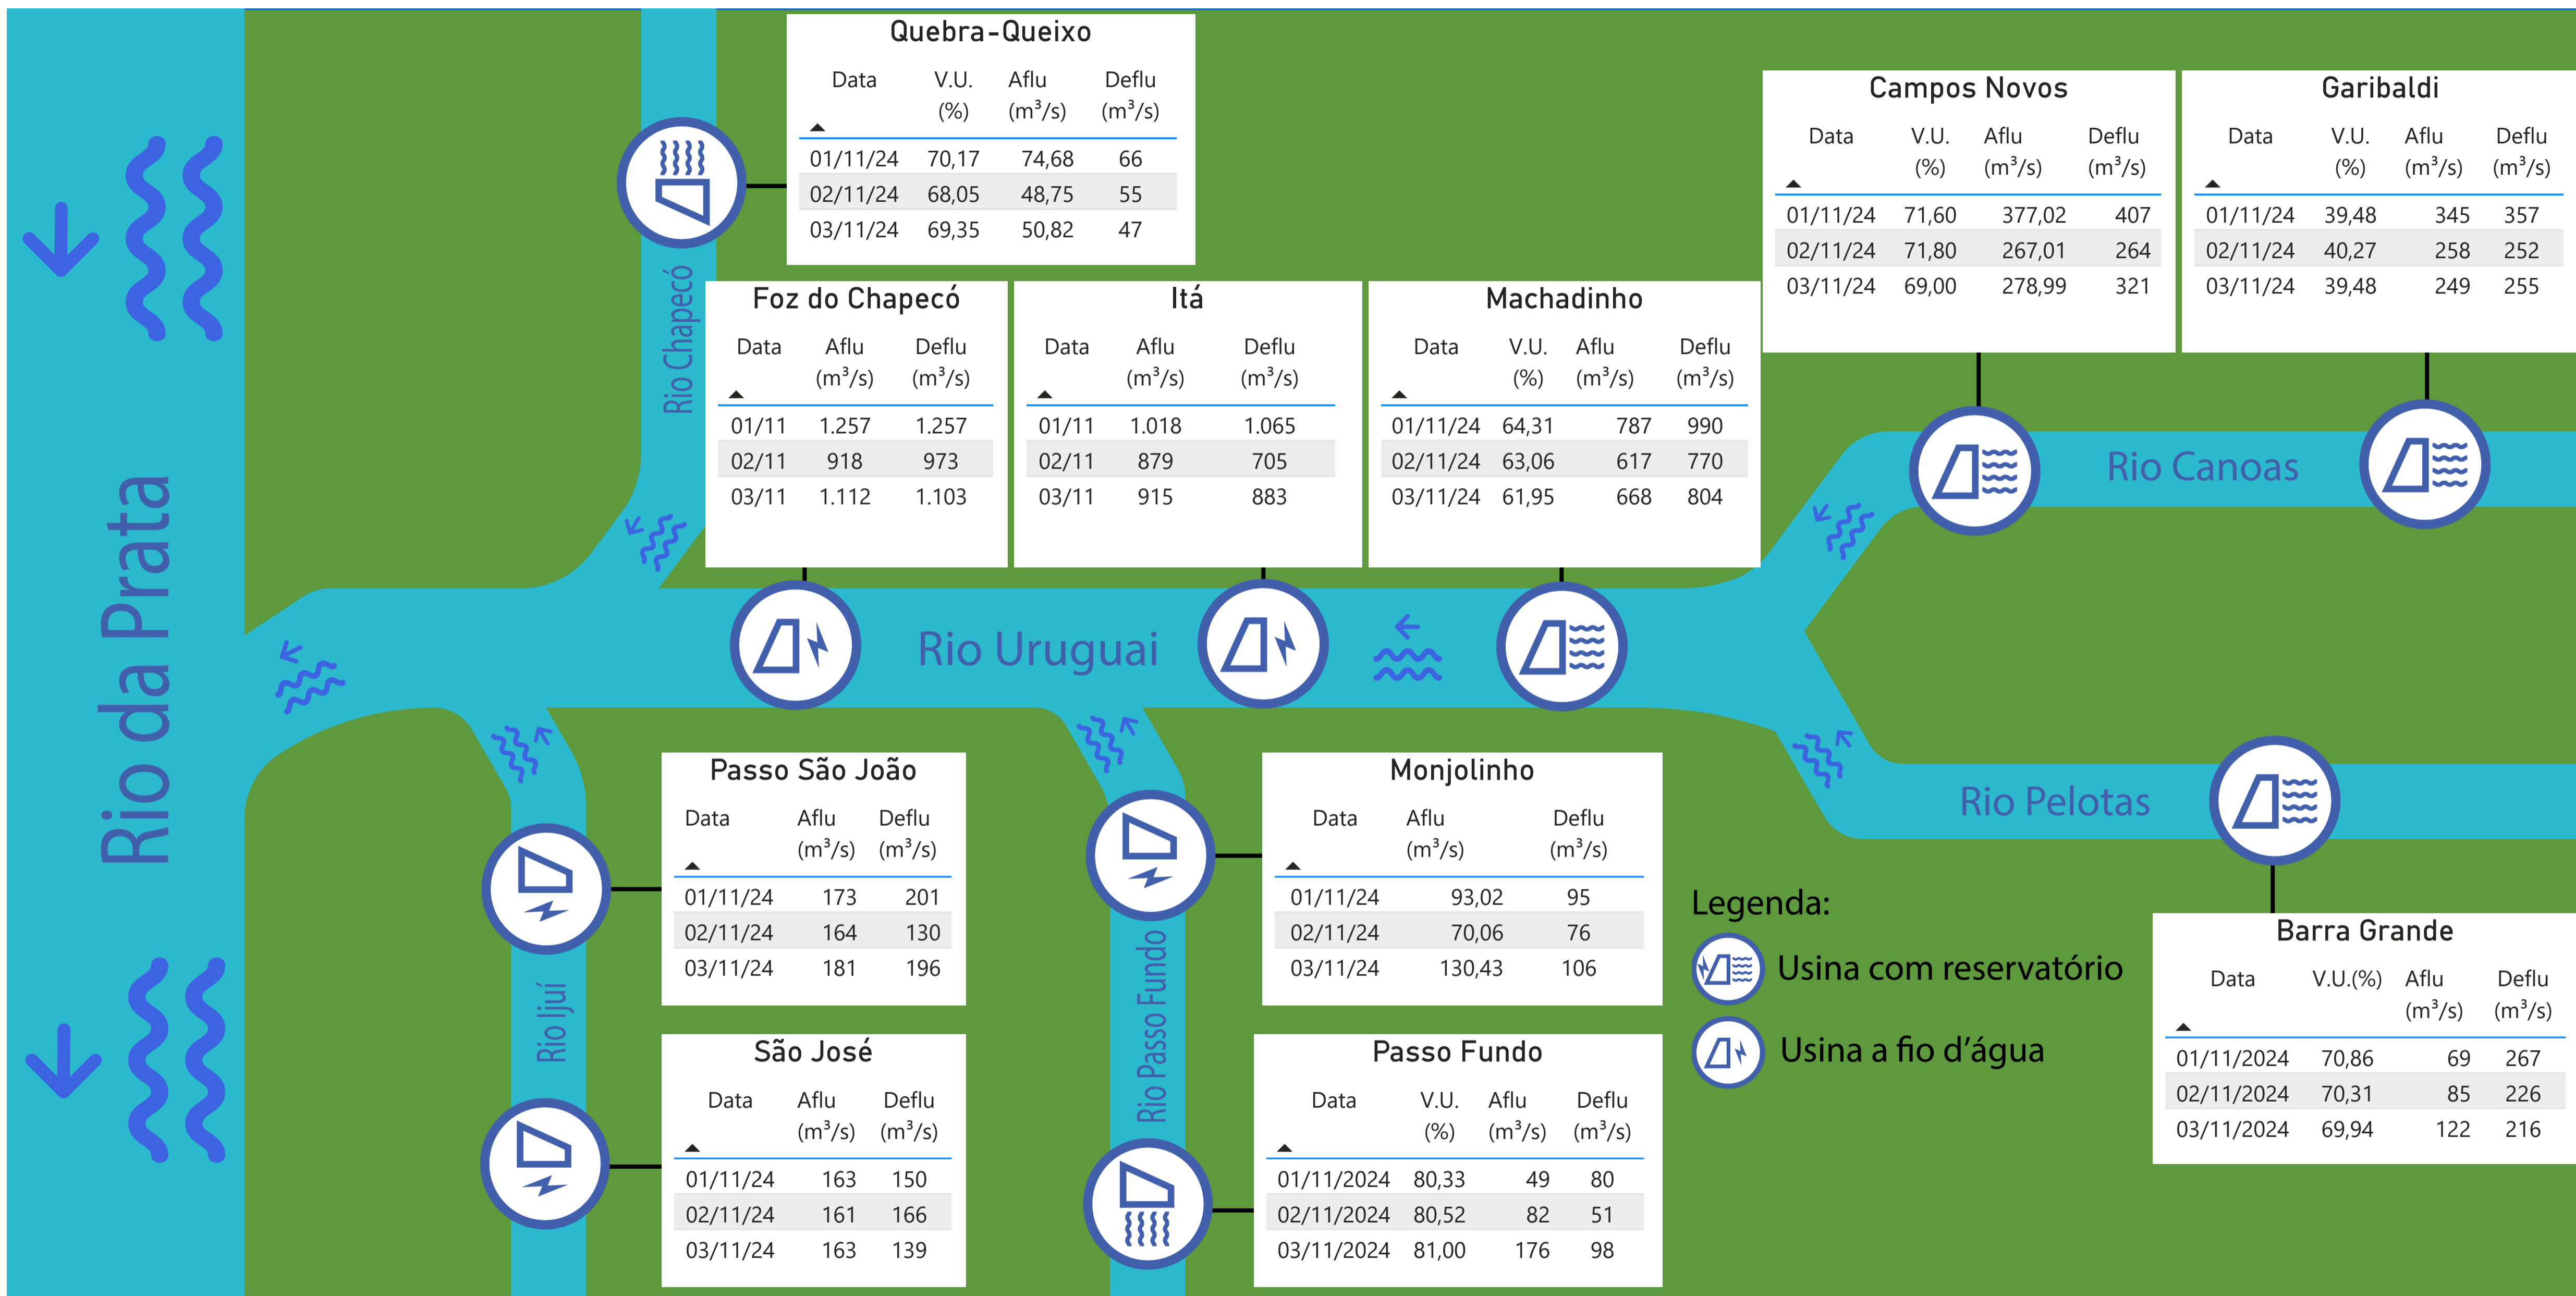 Quebra-Queixo
Data V.U. Aflu Deflu
(%) (m³/s) (m³/s)
01/11/24 70,17 74,68 66
02/11/24 68,05 48,75 55
03/11/24 69,35 50,82 47
Campos Novos
Data V.U. Aflu Deflu
(%) (m³/s) (m³/s)
01/11/24 71,60 377,02 407
02/11/24 71,80 267,01 264
03/11/24 69,00 278,99 321
Garibaldi
Data V.U. Aflu Deflu
(%) (m³/s) (m³/s)
01/11/24 39,48 345 357
02/11/24 40,27 258 252
03/11/24 39,48 249 255
Rio Chapecó
Foz do Chapecó
Data Aflu Deflu
(m³/s) (m³/s)
01/11 1.257 1.257
02/11 918 973
03/11 1.112 1.103
Itá
Data Aflu Deflu
(m³/s) (m³/s)
01/11 1.018 1.065
02/11 879 705
03/11 915 883
Machadinho
Data V.U. Aflu Deflu
(%) (m³/s) (m³/s)
01/11/24 64,31 787 990
02/11/24 63,06 617 770
03/11/24 61,95 668 804
Rio Canoas
Rio da Prata
Rio Uruguai
Rio Pelotas
Passo São João
Data Aflu Deflu
(m³/s) (m³/s)
01/11/24 173 201
02/11/24 164 130
03/11/24 181 196
Monjolinho
Data Aflu Deflu
(m³/s) (m³/s)
01/11/24 93,02 95
02/11/24 70,06 76
03/11/24 130,43 106
Legenda:
Usina com reservatório
Usina a fio d’água
Barra Grande
Data V.U.(%) Aflu Deflu
(m³/s) (m³/s)
01/11/2024 70,86 69 267
02/11/2024 70,31 85 226
03/11/2024 69,94 122 216
Rio Ijuí
São José
Data Aflu Deflu
(m³/s) (m³/s)
01/11/24 163 150
02/11/24 161 166
03/11/24 163 139
Rio Passo Fundo
Passo Fundo
Data V.U. Aflu Deflu
(%) (m³/s) (m³/s)
01/11/2024 80,33 49 80
02/11/2024 80,52 82 51
03/11/2024 81,00 176 98